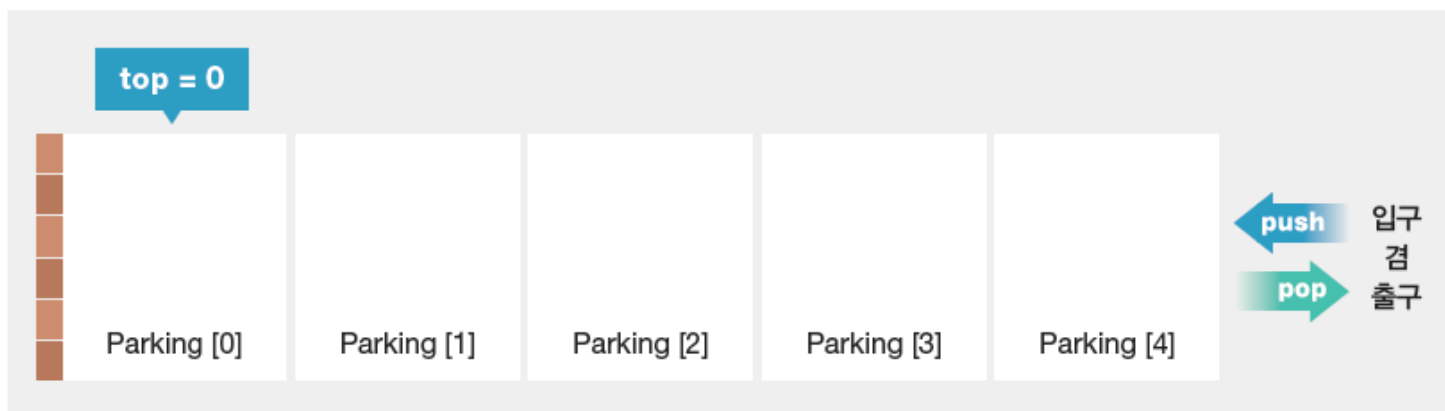 top = 0
push
pop
입구
겸
출구
Parking [0]
Parking [1]
Parking [2]
Parking [3]
Parking [4]